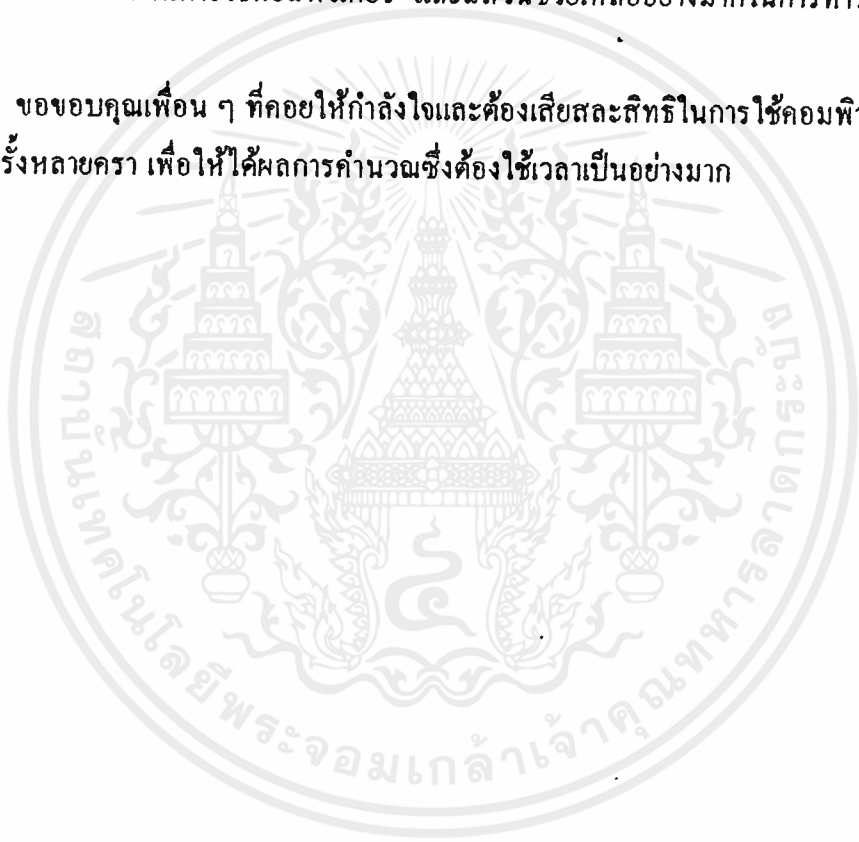 ขอขอบคุณเพื่อน ๆ ที่คอยให้กำลังใจและต้องเสียสละสิทธิในการใช้คอมพิว
รั้งหลายครา เพื่อให้ได้ผลการคำนวณซึ่งต้องใช้เวลาเป็นอย่างมาก
สถาบันเทคโนโลยีพระจอมเกล้าเจ้าคุณทหารลาดกระบัง